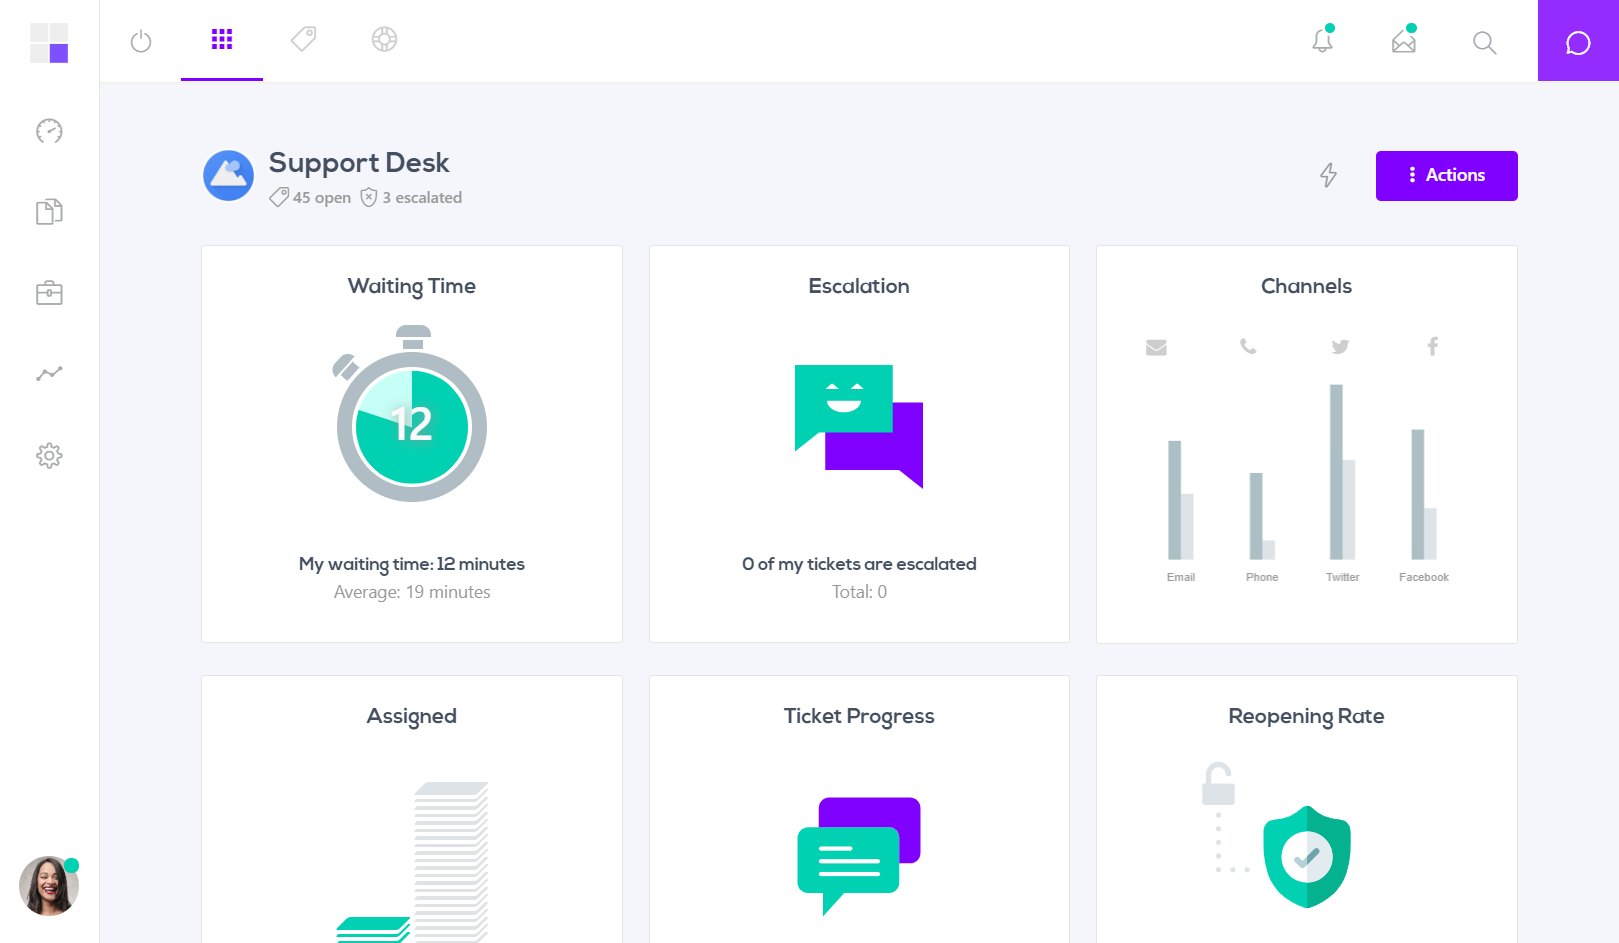 Support Desk
45 open 3 escalated
Actions
Waiting Time
12
My waiting time: 12 minutes
Average: 19 minutes
Escalation
0 of my tickets are escalated
Total: 0
Channels
Email Phone Twitter Facebook
Assigned
Ticket Progress
Reopening Rate